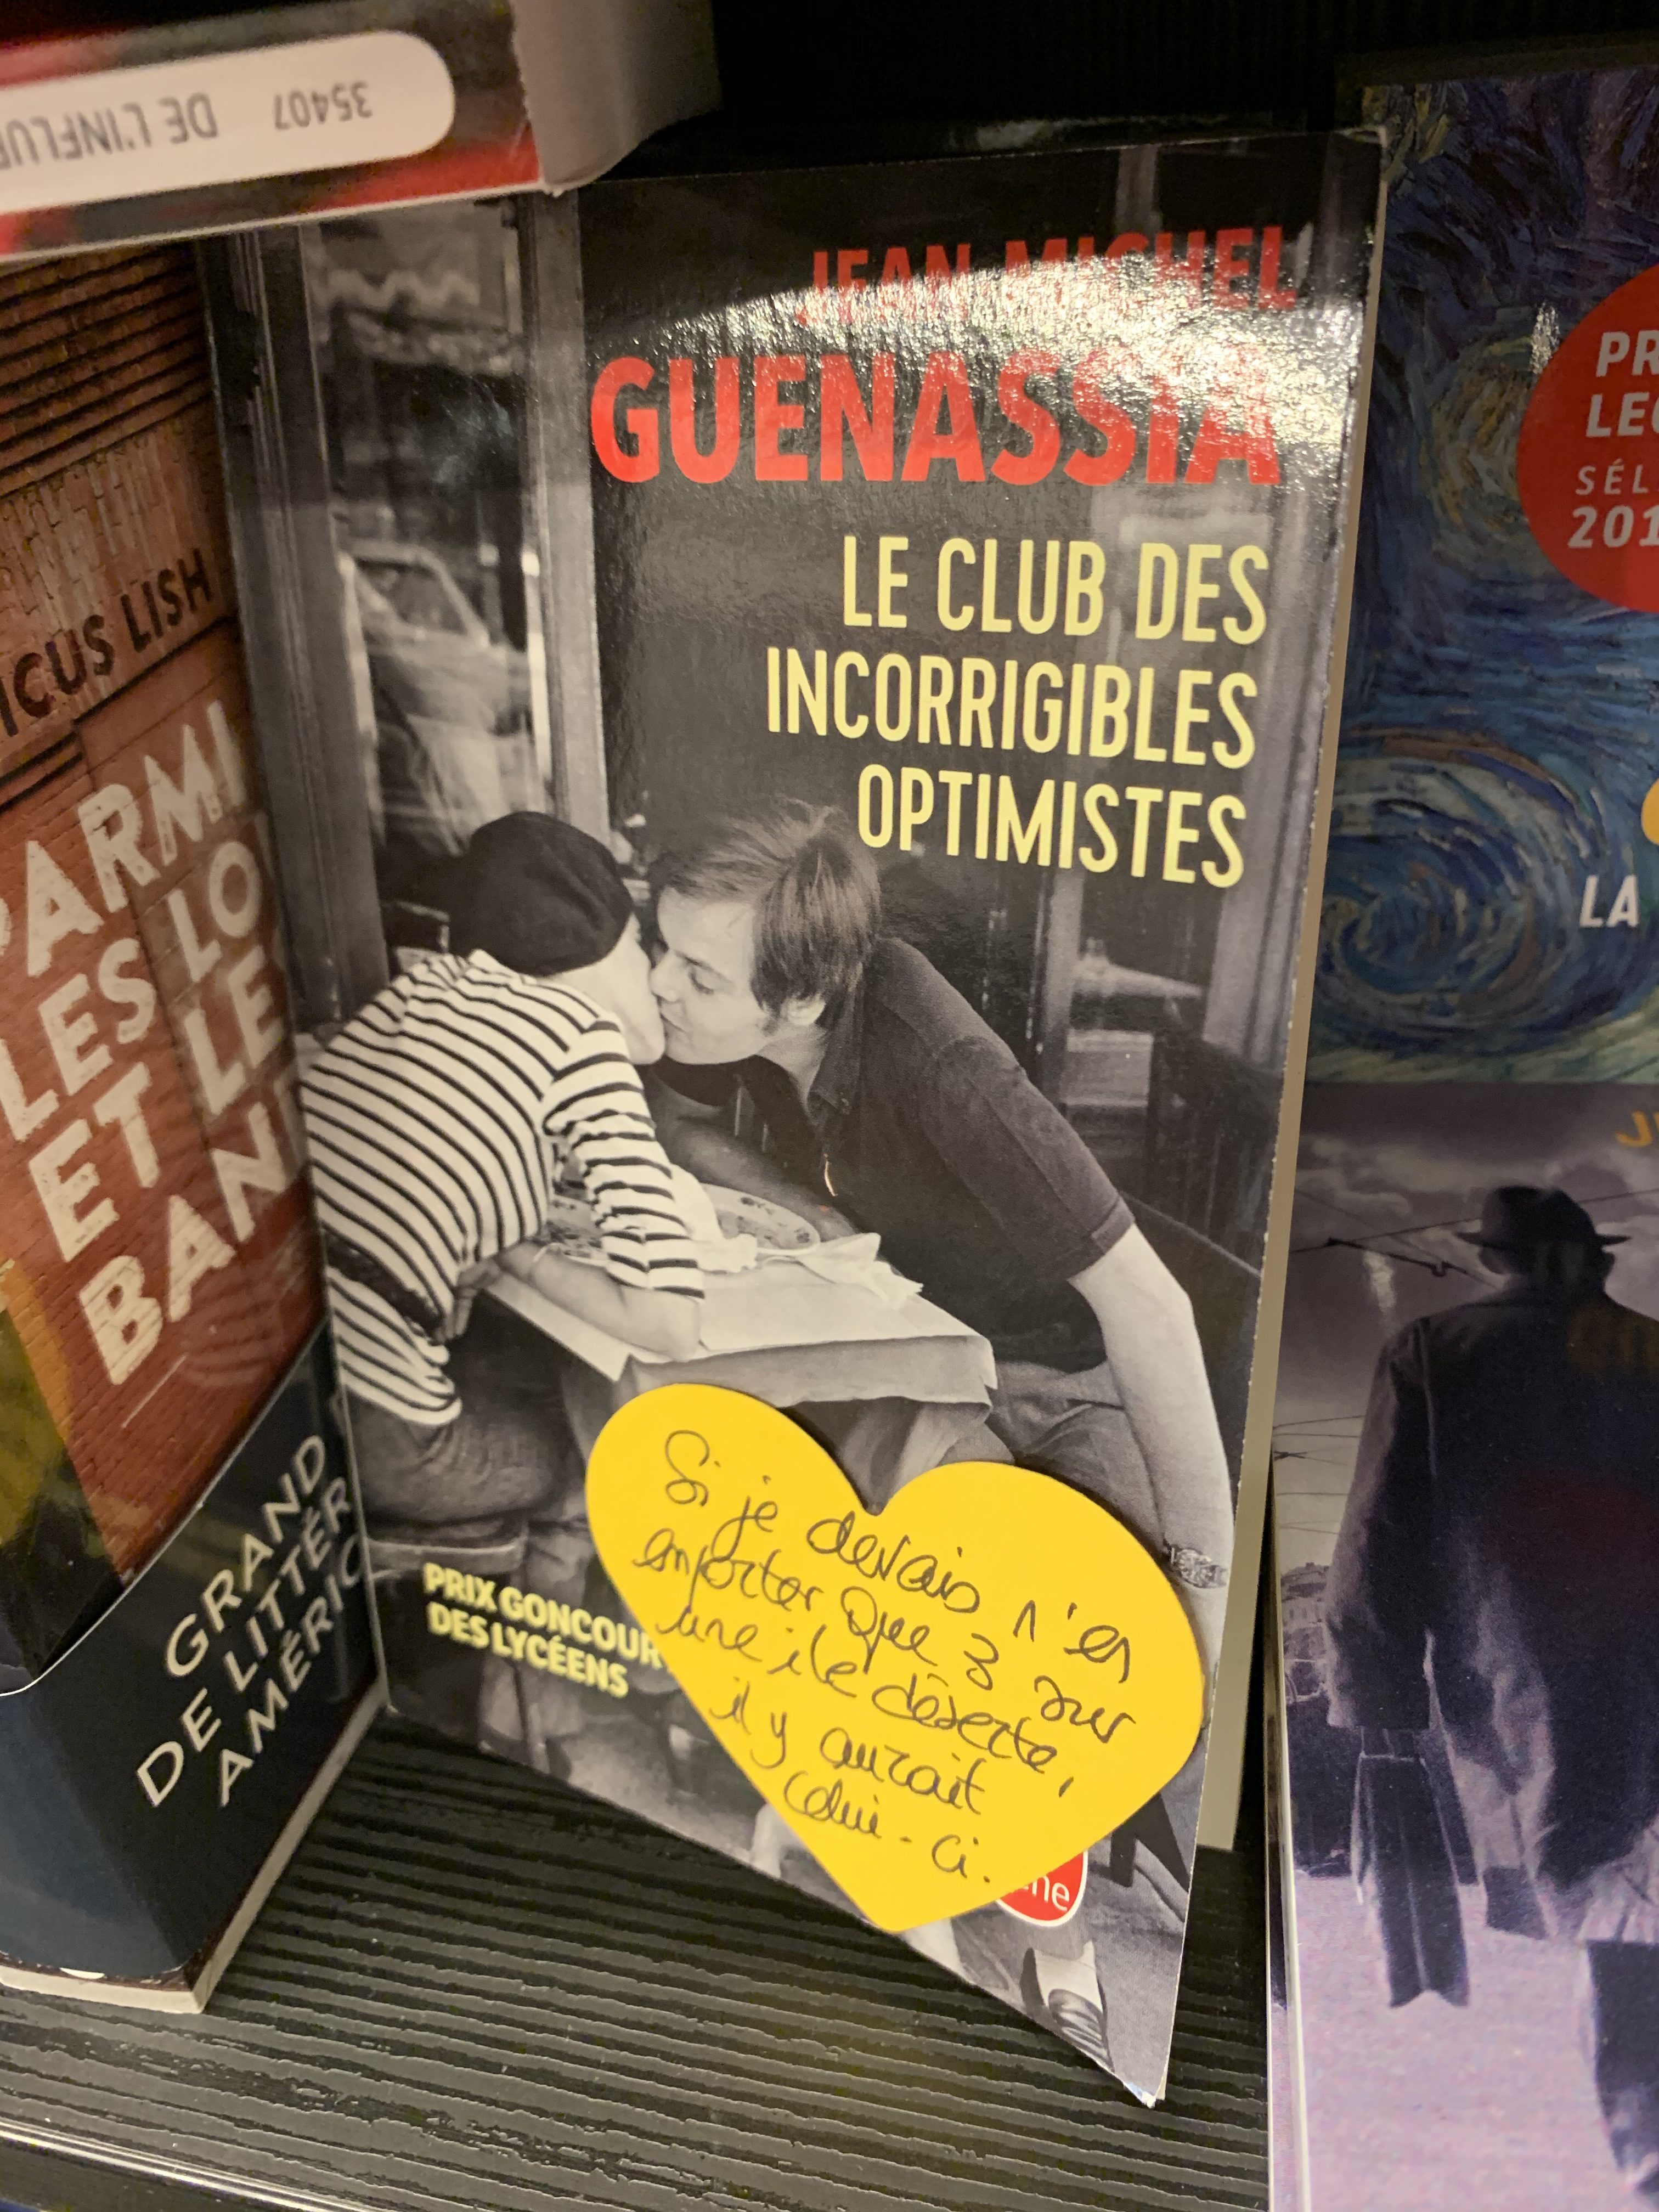 35407 DE L'INFLU
JEAN-MICHEL
GUENASSIA
LE CLUB DES
INCORRIGIBLES
OPTIMISTES
Si je devais n'en
emporter que 3 sur
une île déserte,
il y aurait
celui-ci.
PRIX GONCOUR
DES LYCÉENS
ICUS LISH
PARMI
LES LO
ET LE
BAN
GRAND
DE LITTÉR
AMÉRIC
PR
LEC
SÉL
201
LA